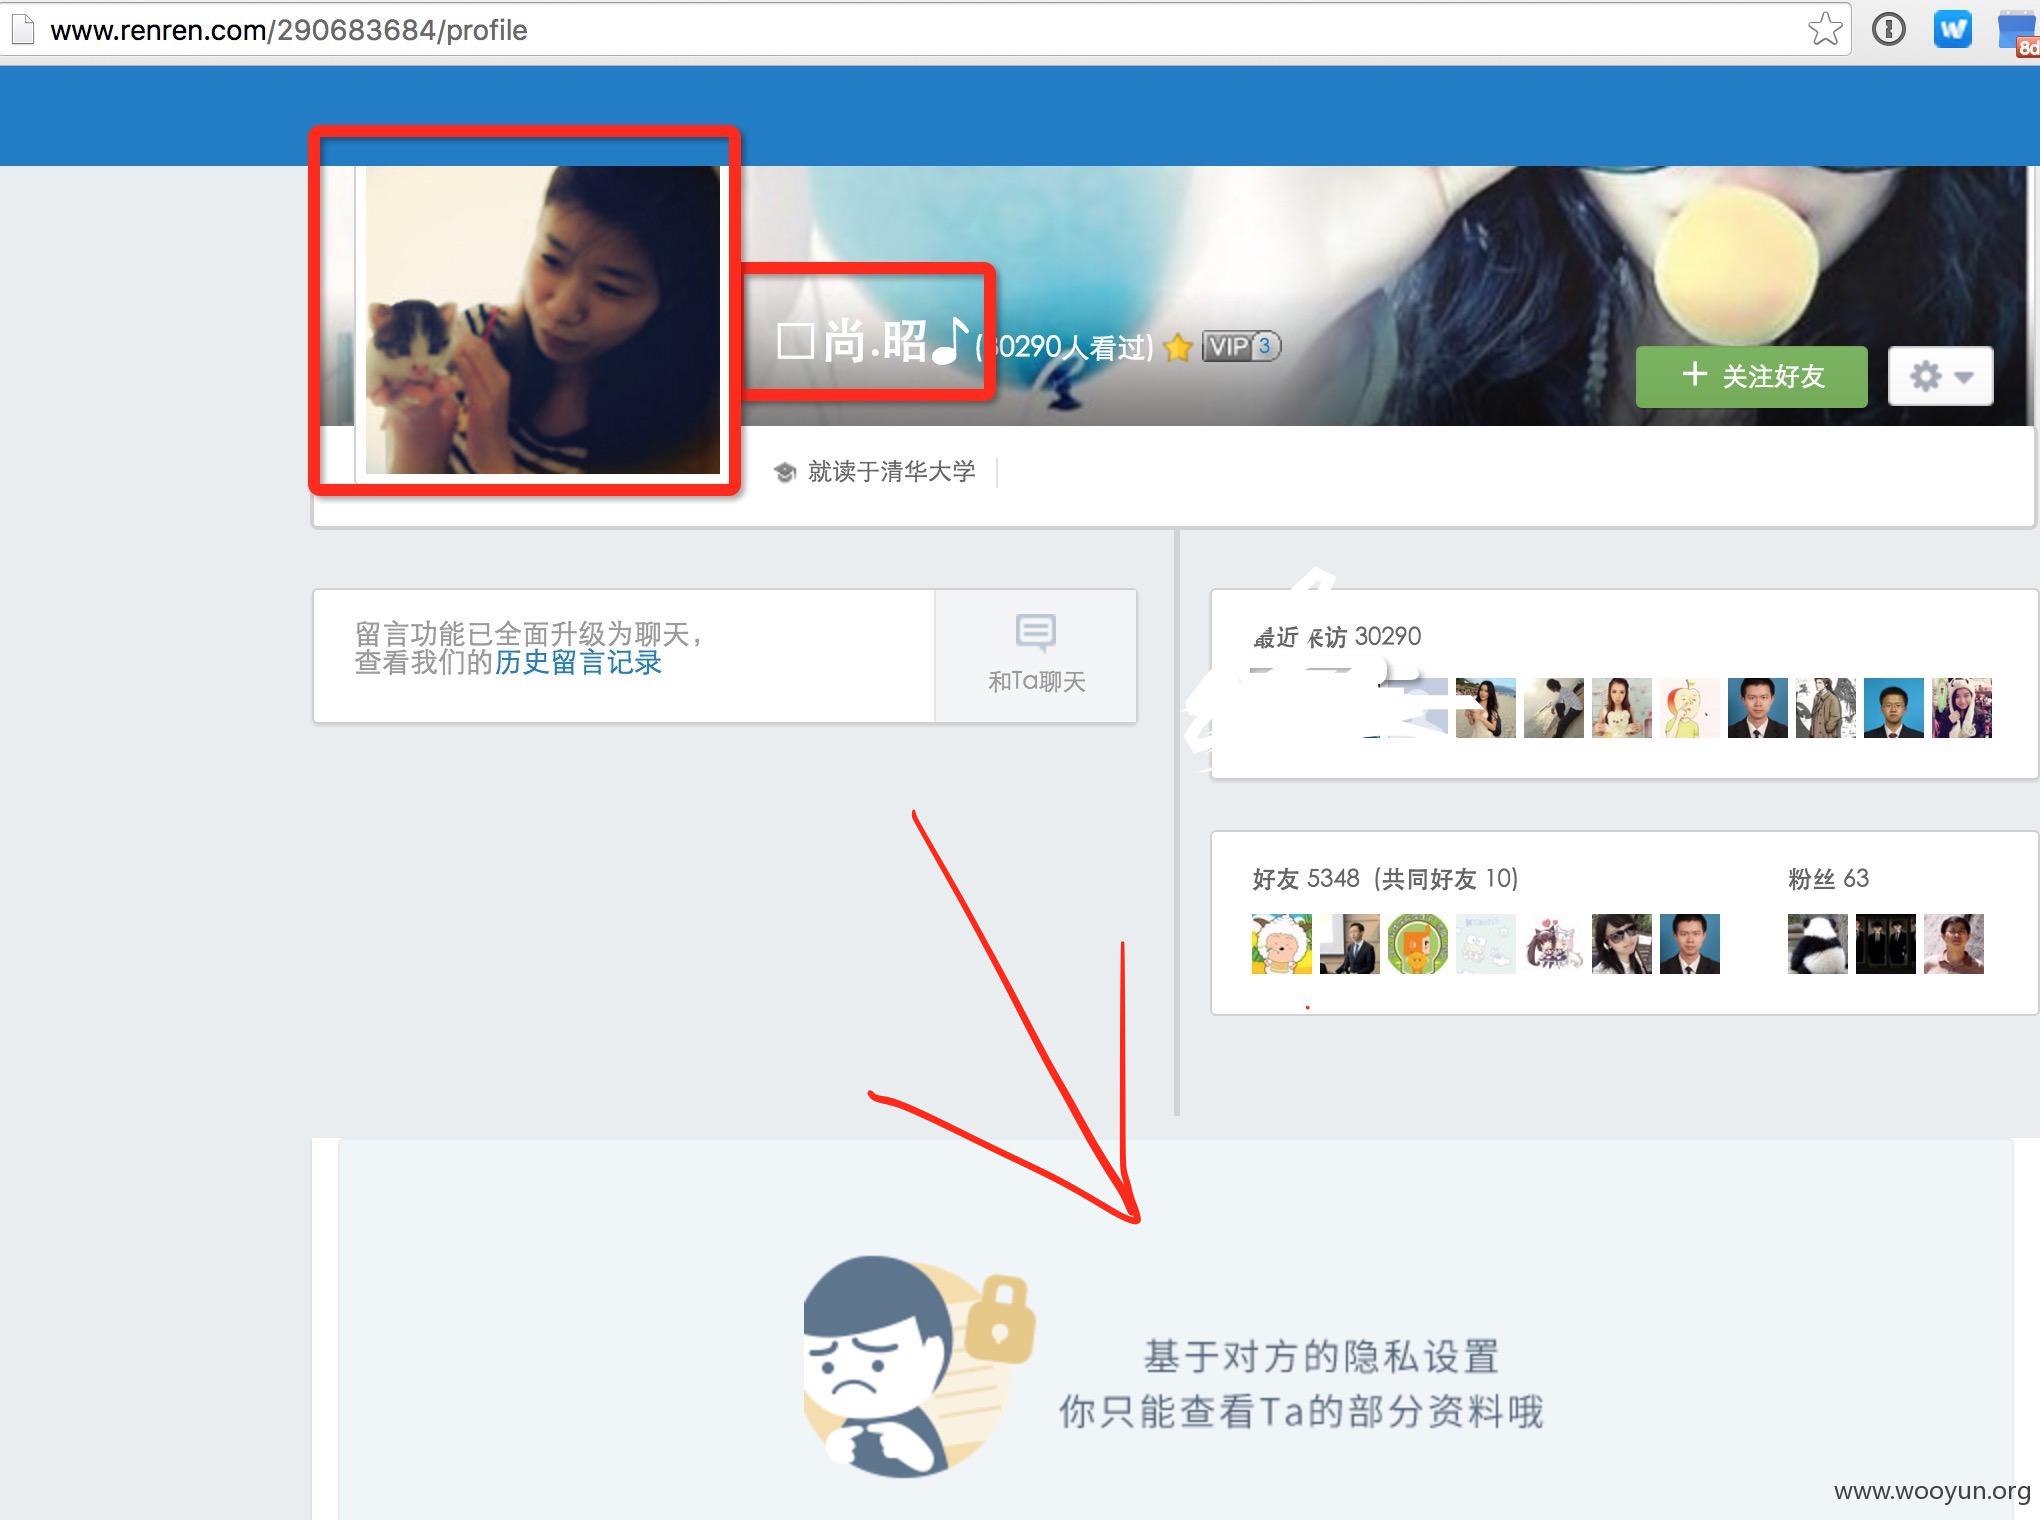 www.renren.com/290683684/profile
8d
□尚.昭♪(30290人看过) VIP 3
+ 关注好友
就读于清华大学
留言功能已全面升级为聊天，
查看我们的历史留言记录
和Ta聊天
最近来访 30290
好友 5348 (共同好友 10)
粉丝 63
基于对方的隐私设置
你只能查看Ta的部分资料哦
www.wooyun.org